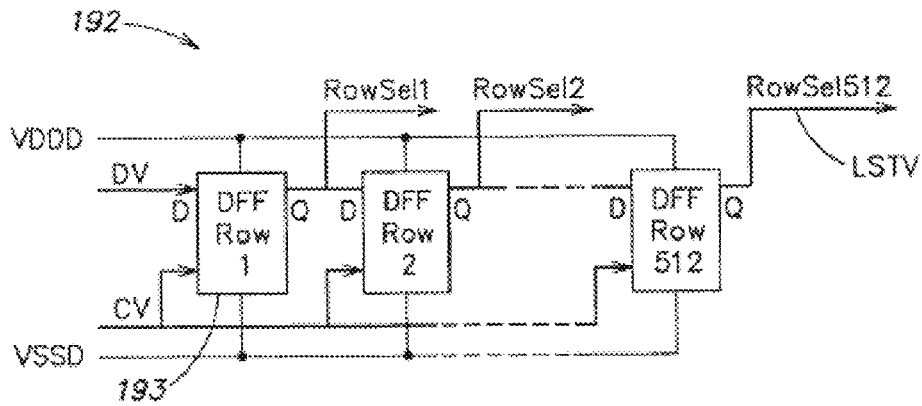 192
RowSel1
RowSel2
RowSel512
VDDD
LSTV
DV
D
DFF
Row
1
Q
D
DFF
Row
2
Q
D
DFF
Row
512
Q
CV
VSSD
193